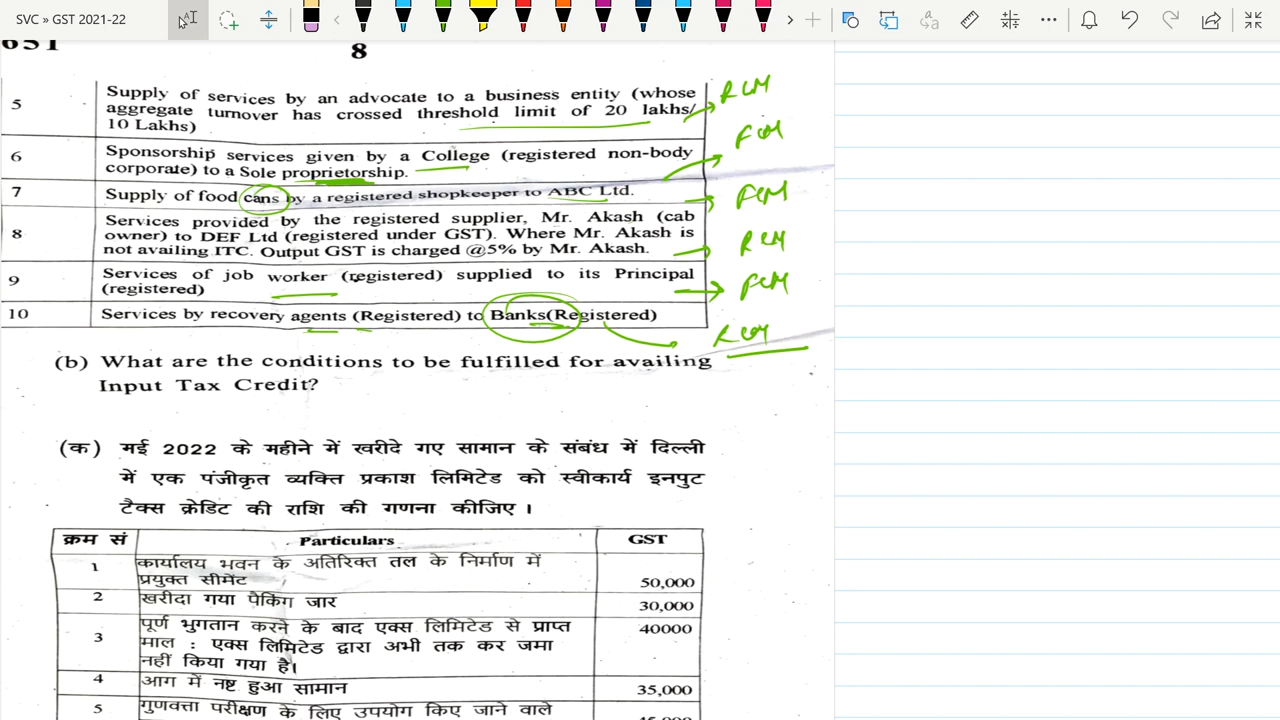 SVC » GST 2021-22
651
8
5
Supply of services by an advocate to a business entity (whose
aggregate turnover has crossed threshold limit of 20 lakhs/
10 Lakhs)
RCM
6
Sponsorship services given by a College (registered non-body
corporate) to a Sole proprietorship.
FCM
7
Supply of food cans by a registered shopkeeper to ABC Ltd.
FCM
8
Services provided by the registered supplier, Mr. Akash (cab
owner) to DEF Ltd (registered under GST). Where Mr. Akash is
not availing ITC. Output GST is charged @5% by Mr. Akash.
RCM
9
Services of job worker (registered) supplied to its Principal
(registered)
FCM
10
Services by recovery agents (Registered) to Banks(Registered)
RCM
(b) What are the conditions to be fulfilled for availing
Input Tax Credit?
(क) मई 2022 के महीने में खरीदे गए सामान के संबंध में दिल्ली
में एक पंजीकृत व्यक्ति प्रकाश लिमिटेड को स्वीकार्य इनपुट
टैक्स क्रेडिट की राशि की गणना कीजिए ।
क्रम सं Particulars GST
1
कार्यालय भवन के अतिरिक्त तल के निर्माण में
प्रयुक्त सीमेंट
50,000
2
खरीदा गया पैकिंग जार
30,000
3
पूर्ण भुगतान करने के बाद एक्स लिमिटेड से प्राप्त
माल : एक्स लिमिटेड द्वारा अभी तक कर जमा
नहीं किया गया है।
40000
4
आग में नष्ट हुआ सामान
35,000
5
गुणवत्ता परीक्षण के लिए उपयोग किए जाने वाले